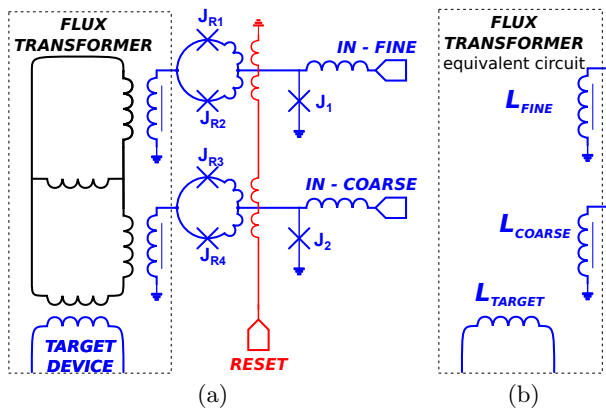 FLUX
TRANSFORMER
J_R1
J_R2
IN - FINE
J_1
J_R3
J_R4
IN - COARSE
J_2
TARGET
DEVICE
RESET
(a)
FLUX
TRANSFORMER
equivalent circuit
L_FINE
L_COARSE
L_TARGET
(b)